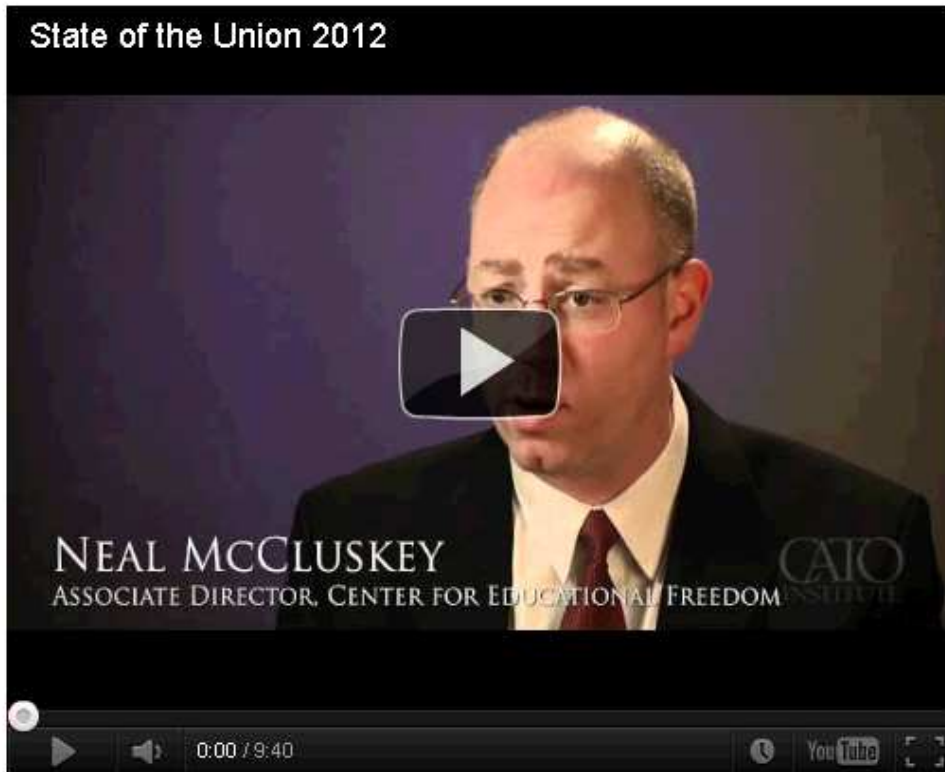 State of the Union 2012
NEAL MCCLUSKEY
ASSOCIATE DIRECTOR, CENTER FOR EDUCATIONAL FREEDOM
CATO
INSTITUTE
0:00 / 9:40
YouTube